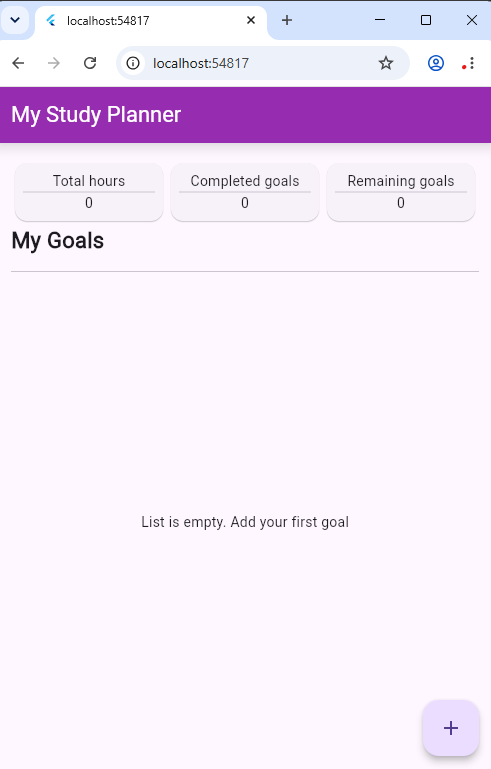 localhost:54817
localhost:54817
My Study Planner
Total hours
0
Completed goals
0
Remaining goals
0
My Goals
List is empty. Add your first goal